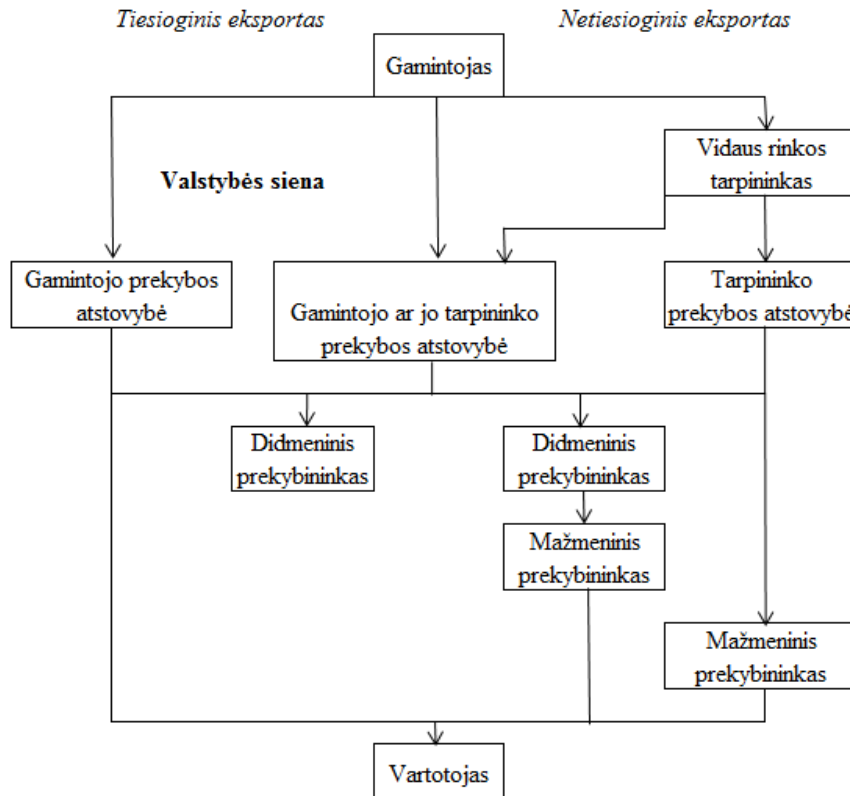 Tiesioginis eksportas
Netiesioginis eksportas
Gamintojas
Vidaus rinkos
tarpininkas
Valstybės siena
Gamintojo prekybos
atstovybė
Gamintojo ar jo tarpininko
prekybos atstovybė
Tarpininko
prekybos atstovybė
Didmeninis
prekybininkas
Didmeninis
prekybininkas
Mažmeninis
prekybininkas
Mažmeninis
prekybininkas
Vartotojas